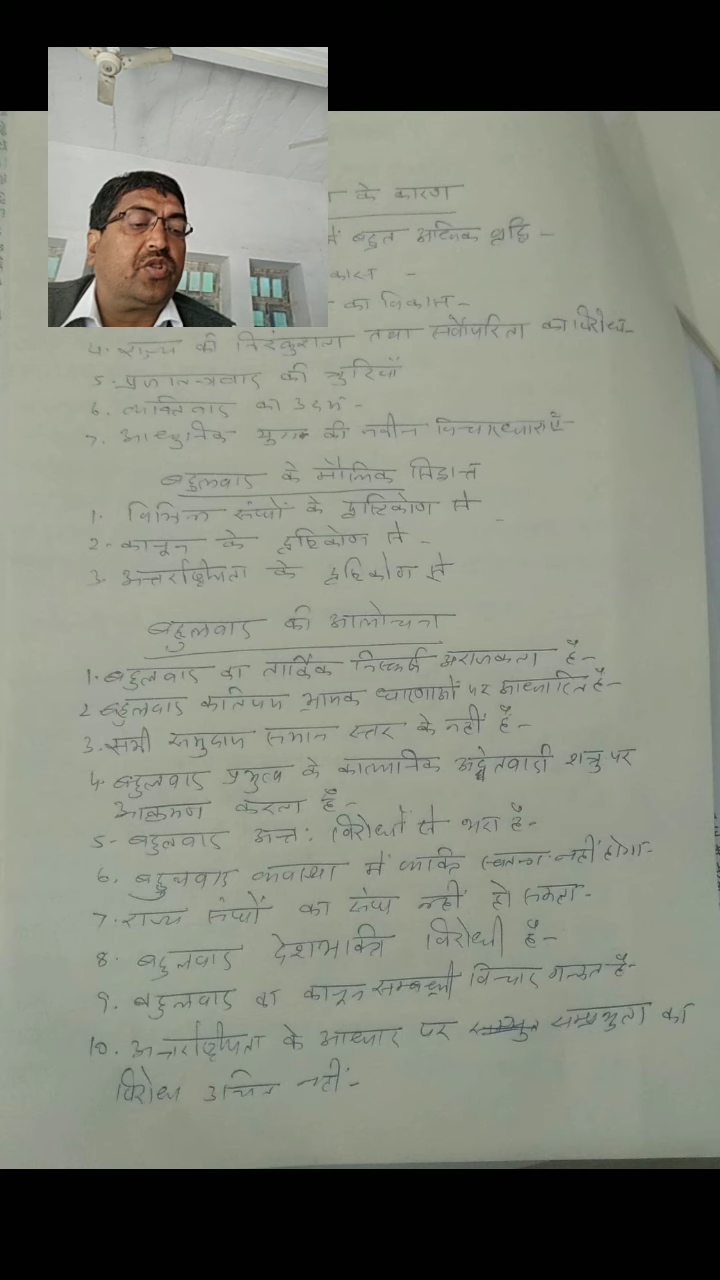 के कारण
में बहुत अधिक वृद्धि -
का विकास -
4. राज्य की निरंकुशता तथा सर्वोपरिता का विरोध -
5. प्रजातन्त्रवाद की त्रुटियाँ
6. व्यक्तिवाद का उदय -
7. आधुनिक युग की नवीन विचारधाराएँ -
बहुलवाद के मौलिक सिद्धान्त
1. विभिन्न संघों के दृष्टिकोण से -
2. कानून के दृष्टिकोण से -
3. अन्तर्राष्ट्रीयता के दृष्टिकोण से
बहुलवाद की आलोचना
1. बहुलवाद का तार्किक निष्कर्ष अराजकता है -
2 बहुलवाद कतिपय भ्रामक धारणाओं पर आधारित है -
3. सभी समुदाय समान स्तर के नहीं हैं -
4. बहुलवाद प्रभुत्व के काल्पनिक अद्वैतवादी शत्रु पर
आक्रमण करता है -
5. बहुलवाद अन्त: विरोधों से भरा है -
6. बहुलवाद व्यवस्था में व्यक्ति स्वतन्त्र नहीं होगा -
7. राज्य संघों का संघ नहीं हो सकता -
8. बहुलवाद देशभक्ति विरोधी है -
9. बहुलवाद का कानून सम्बन्धी विचार गलत है -
10. अन्तर्राष्ट्रीयता के आधार पर सम्प्रभुता का
विरोध उचित नहीं -